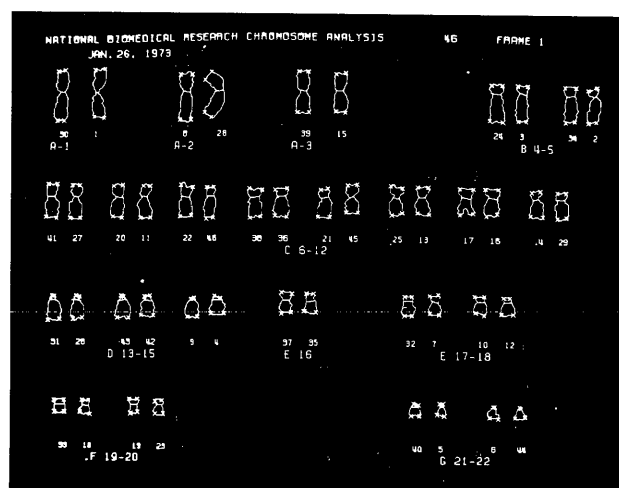 NATIONAL BIOMEDICAL RESEARCH CHROMOSOME ANALYSIS 46 FRAME 1
JAN. 26, 1973
30 1 8 28 39 15 24 3 34 2
A-1 A-2 A-3 B 4-5
41 27 20 11 22 46 38 36 21 45 25 13 17 16 29
C 6-12
31 26 43 42 9 4 37 35 32 7 10 12
D 13-15 E 16 E 17-18
33 18 19 23 40 5 6 44
F 19-20 G 21-22